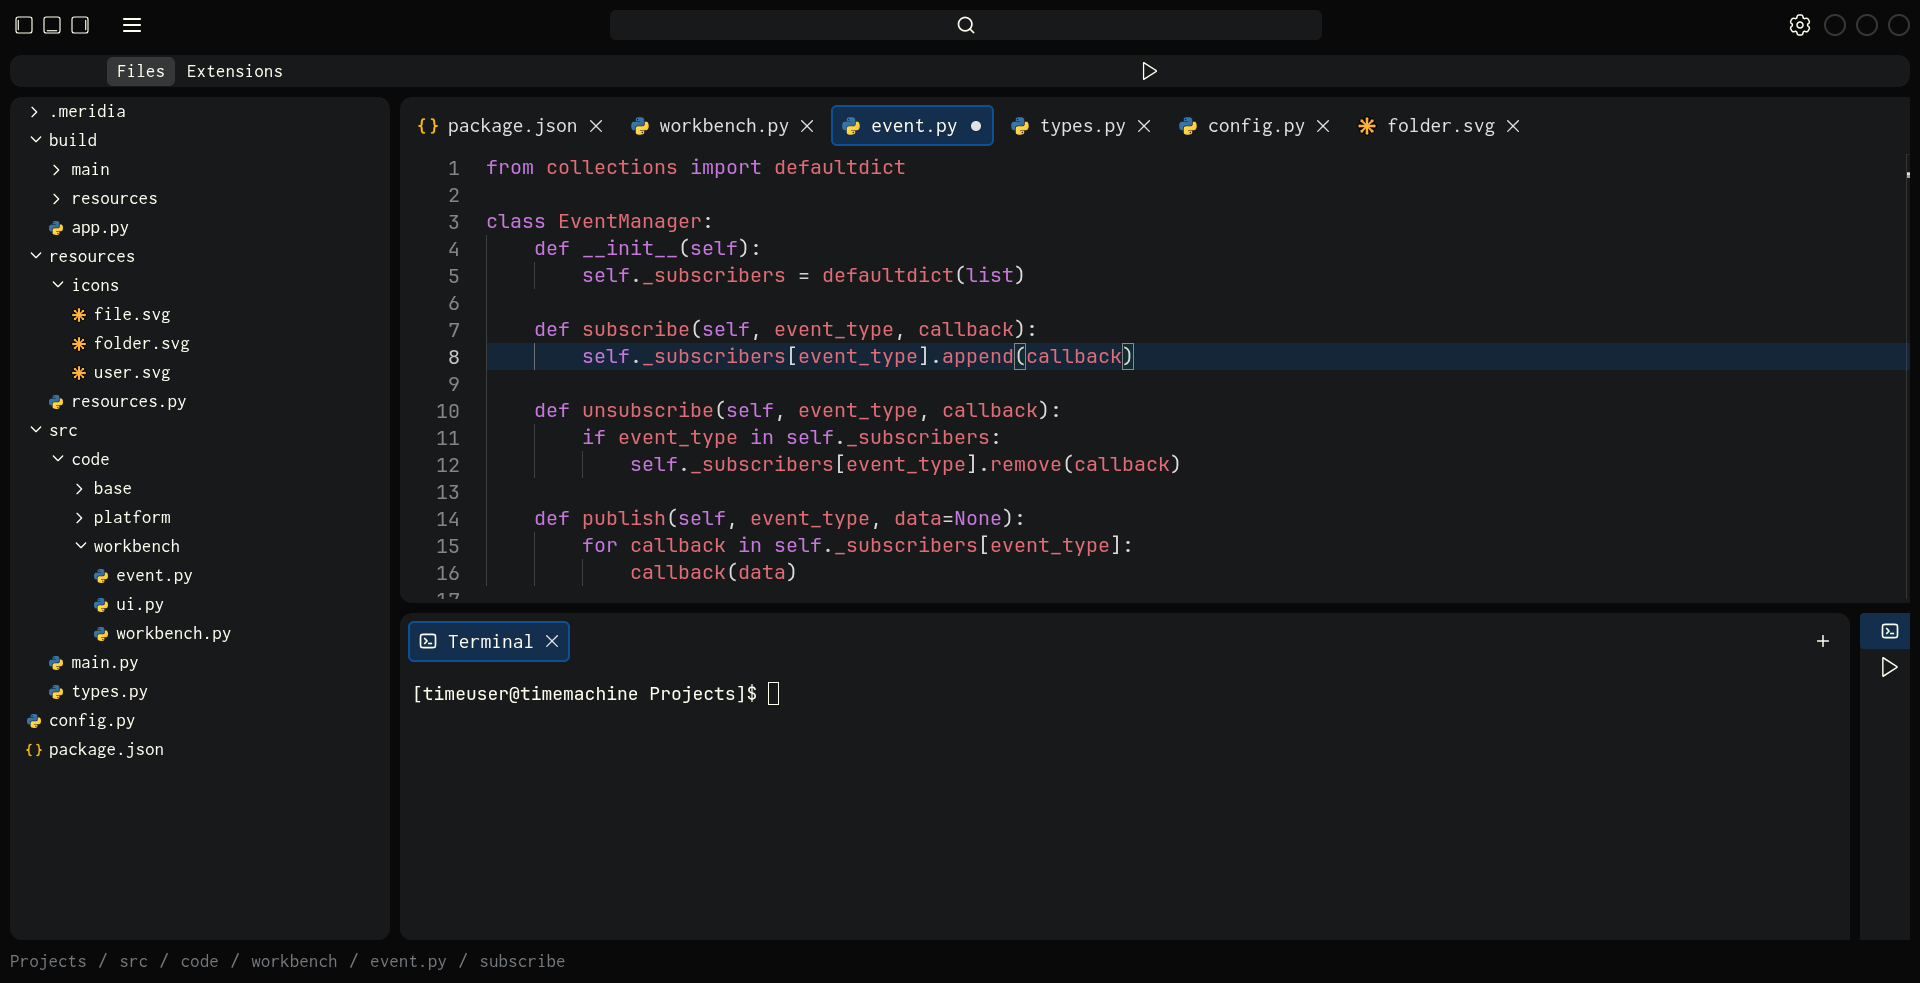 Files Extensions
.meridia
build
main
resources
app.py
resources
icons
file.svg
folder.svg
user.svg
resources.py
src
code
base
platform
workbench
event.py
ui.py
workbench.py
main.py
types.py
config.py
{} package.json
{} package.json workbench.py event.py types.py config.py folder.svg
1 from collections import defaultdict
2
3 class EventManager:
4     def __init__(self):
5         self._subscribers = defaultdict(list)
6
7     def subscribe(self, event_type, callback):
8         self._subscribers[event_type].append(callback)
9
10     def unsubscribe(self, event_type, callback):
11         if event_type in self._subscribers:
12             self._subscribers[event_type].remove(callback)
13
14     def publish(self, event_type, data=None):
15         for callback in self._subscribers[event_type]:
16             callback(data)
17
Terminal
[timeuser@timemachine Projects]$
Projects / src / code / workbench / event.py / subscribe